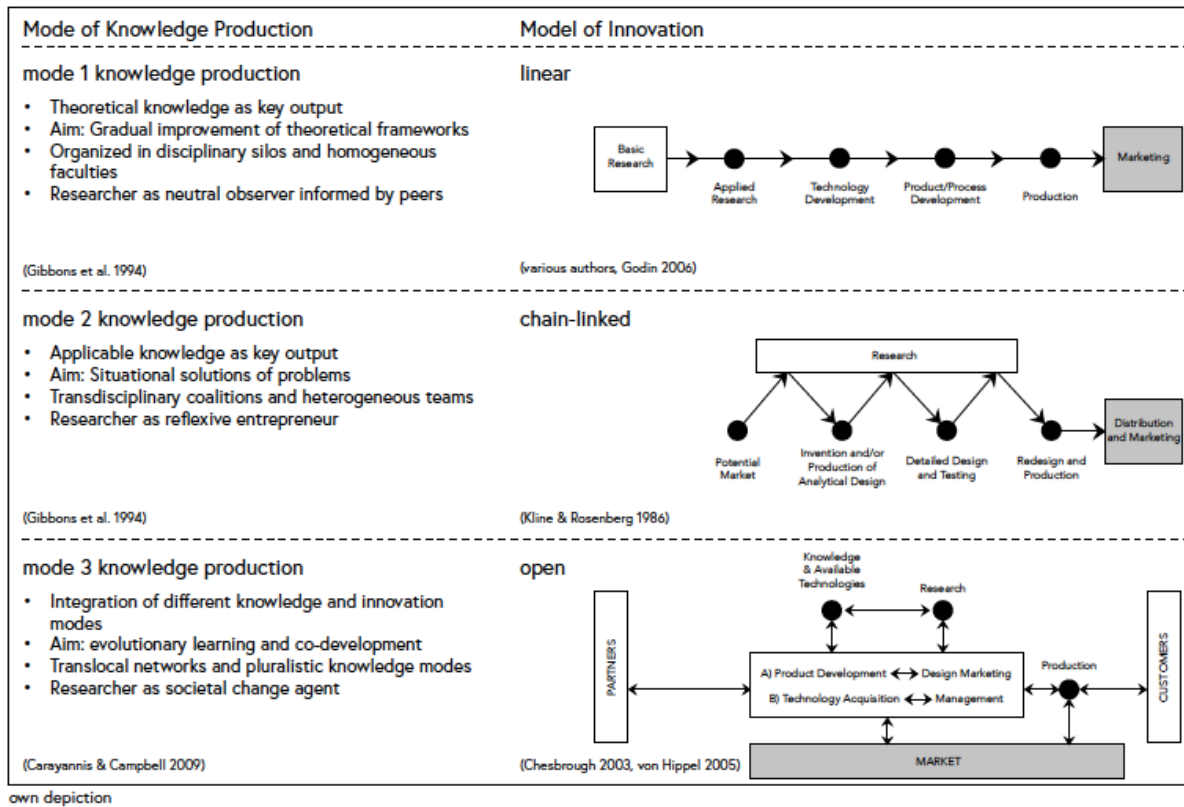 Mode of Knowledge Production
Model of Innovation
mode 1 knowledge production
• Theoretical knowledge as key output
• Aim: Gradual improvement of theoretical frameworks
• Organized in disciplinary silos and homogeneous
faculties
• Researcher as neutral observer informed by peers
(Gibbons et al. 1994)
linear
Basic
Research
Applied
Research
Technology
Development
Product/Process
Development
Production
Marketing
(various authors, Godin 2006)
mode 2 knowledge production
• Applicable knowledge as key output
• Aim: Situational solutions of problems
• Transdisciplinary coalitions and heterogeneous teams
• Researcher as reflexive entrepreneur
(Gibbons et al. 1994)
chain-linked
Research
Potential
Market
Invention and/or
Production of
Analytical Design
Detailed Design
and Testing
Redesign and
Production
Distribution
and Marketing
(Kline & Rosenberg 1986)
mode 3 knowledge production
• Integration of different knowledge and innovation
modes
• Aim: evolutionary learning and co-development
• Translocal networks and pluralistic knowledge modes
• Researcher as societal change agent
(Carayannis & Campbell 2009)
open
Knowledge
& Available
Technologies
Research
PARTNERS
A) Product Development Design Marketing
B) Technology Acquisition Management
Production
CUSTOMERS
MARKET
(Chesbrough 2003, von Hippel 2005)
own depiction